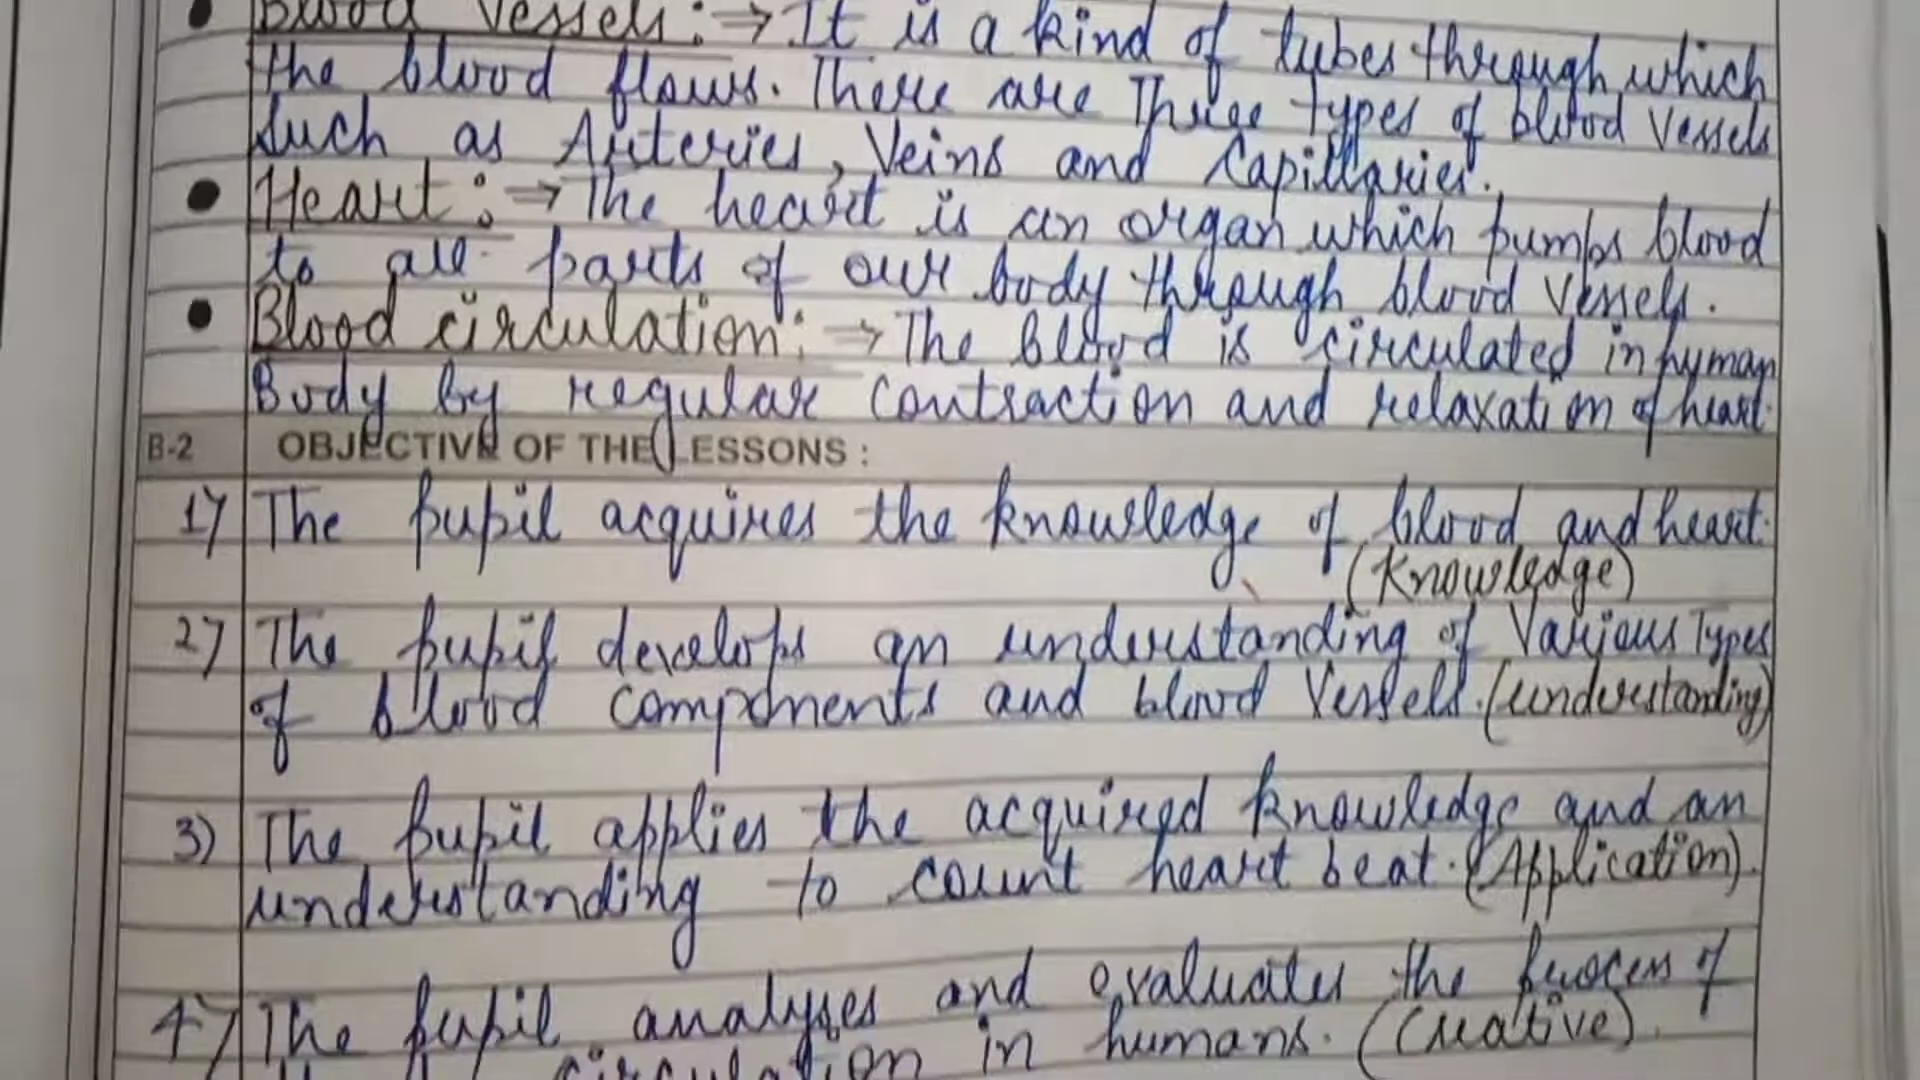 Blood Vessels :→ It is a kind of tubes through which
the blood flows. There are Three types of blood Vessels
such as Arteries, Veins and Capillaries.
Heart :→ The heart is an organ which pumps blood
to all parts of our body through blood Vessels.
Blood circulation :→ The blood is circulated in human
Body by regular contraction and relaxation of heart.
B-2 OBJECTIVE OF THE LESSONS :
1) The pupil acquires the knowledge of blood and heart.
(Knowledge)
2) The pupil develops an understanding of Various Types
of blood components and blood Vessels. (understanding)
3) The pupil applies the acquired knowledge and an
understanding to count heart beat. (Application).
4) The pupil analyses and evaluates the process of
circulation in humans. (Creative).